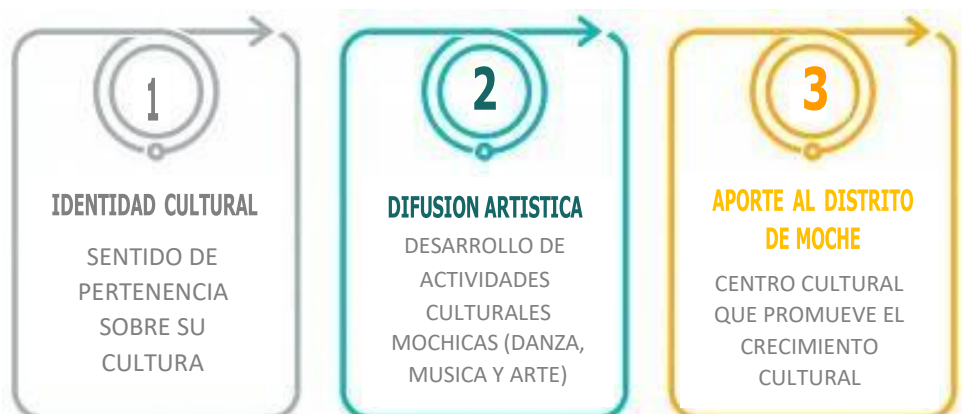 1
IDENTIDAD CULTURAL
SENTIDO DE
PERTENENCIA
SOBRE SU
CULTURA
2
DIFUSION ARTISTICA
DESARROLLO DE
ACTIVIDADES
CULTURALES
MOCHICAS (DANZA,
MUSICA Y ARTE)
3
APORTE AL DISTRITO
DE MOCHE
CENTRO CULTURAL
QUE PROMUEVE EL
CRECIMIENTO
CULTURAL